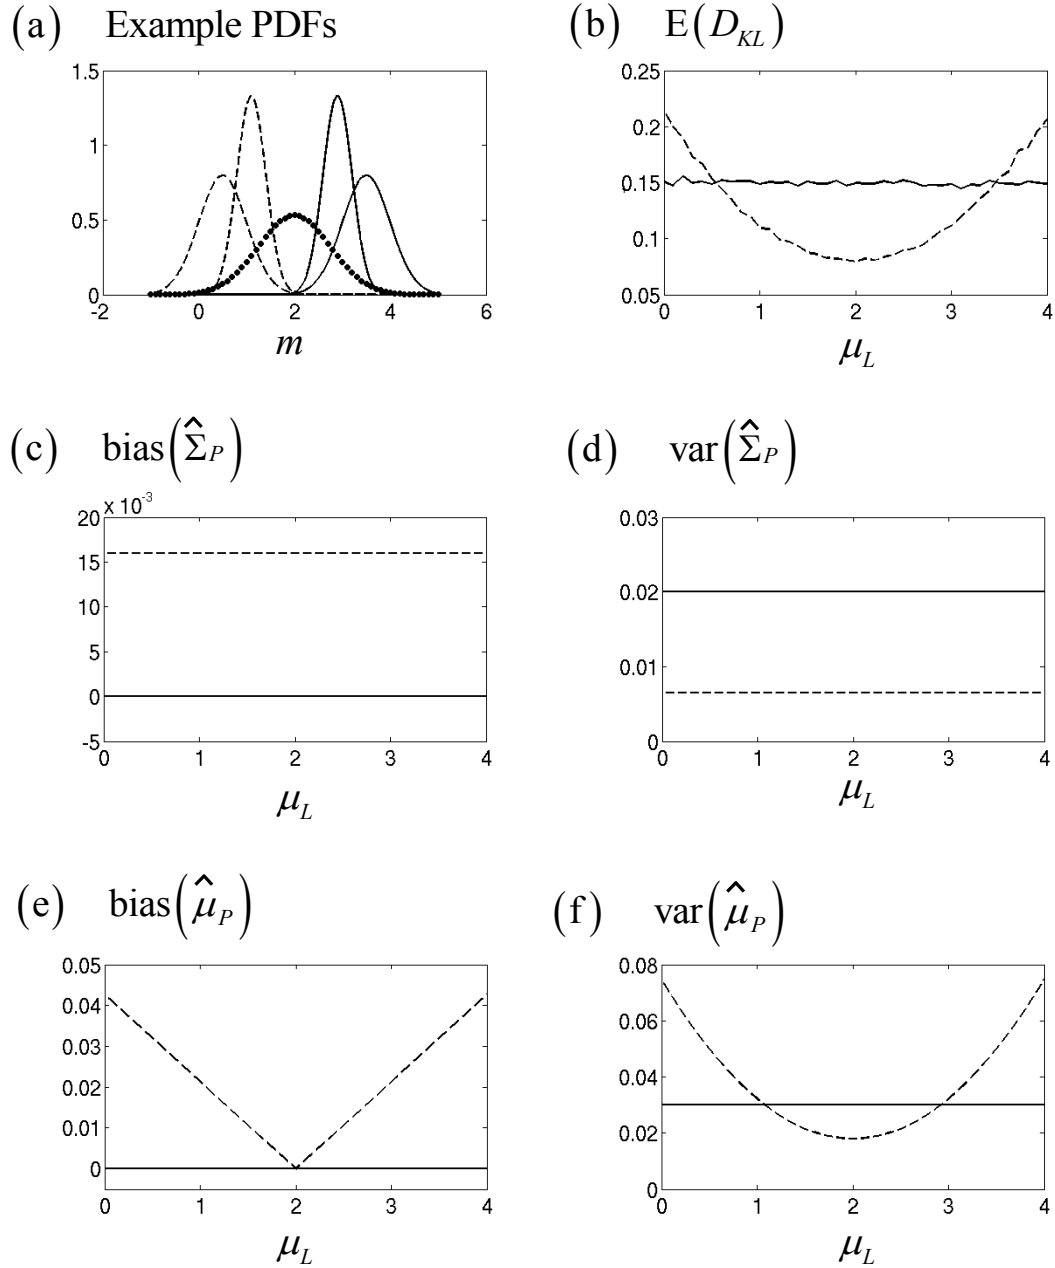 (a) Example PDFs
1.5
1
0.5
0
-2 0 2 4 6
m
(b) E(D_KL)
0.25
0.2
0.15
0.1
0.05
0 1 2 3 4
μ_L
(c) bias(Σ̂_P)
x 10^-3
20
15
10
5
0
-5
0 1 2 3 4
μ_L
(d) var(Σ̂_P)
0.03
0.02
0.01
0
0 1 2 3 4
μ_L
(e) bias(μ̂_P)
0.05
0.04
0.03
0.02
0.01
0
0 1 2 3 4
μ_L
(f) var(μ̂_P)
0.08
0.06
0.04
0.02
0
0 1 2 3 4
μ_L